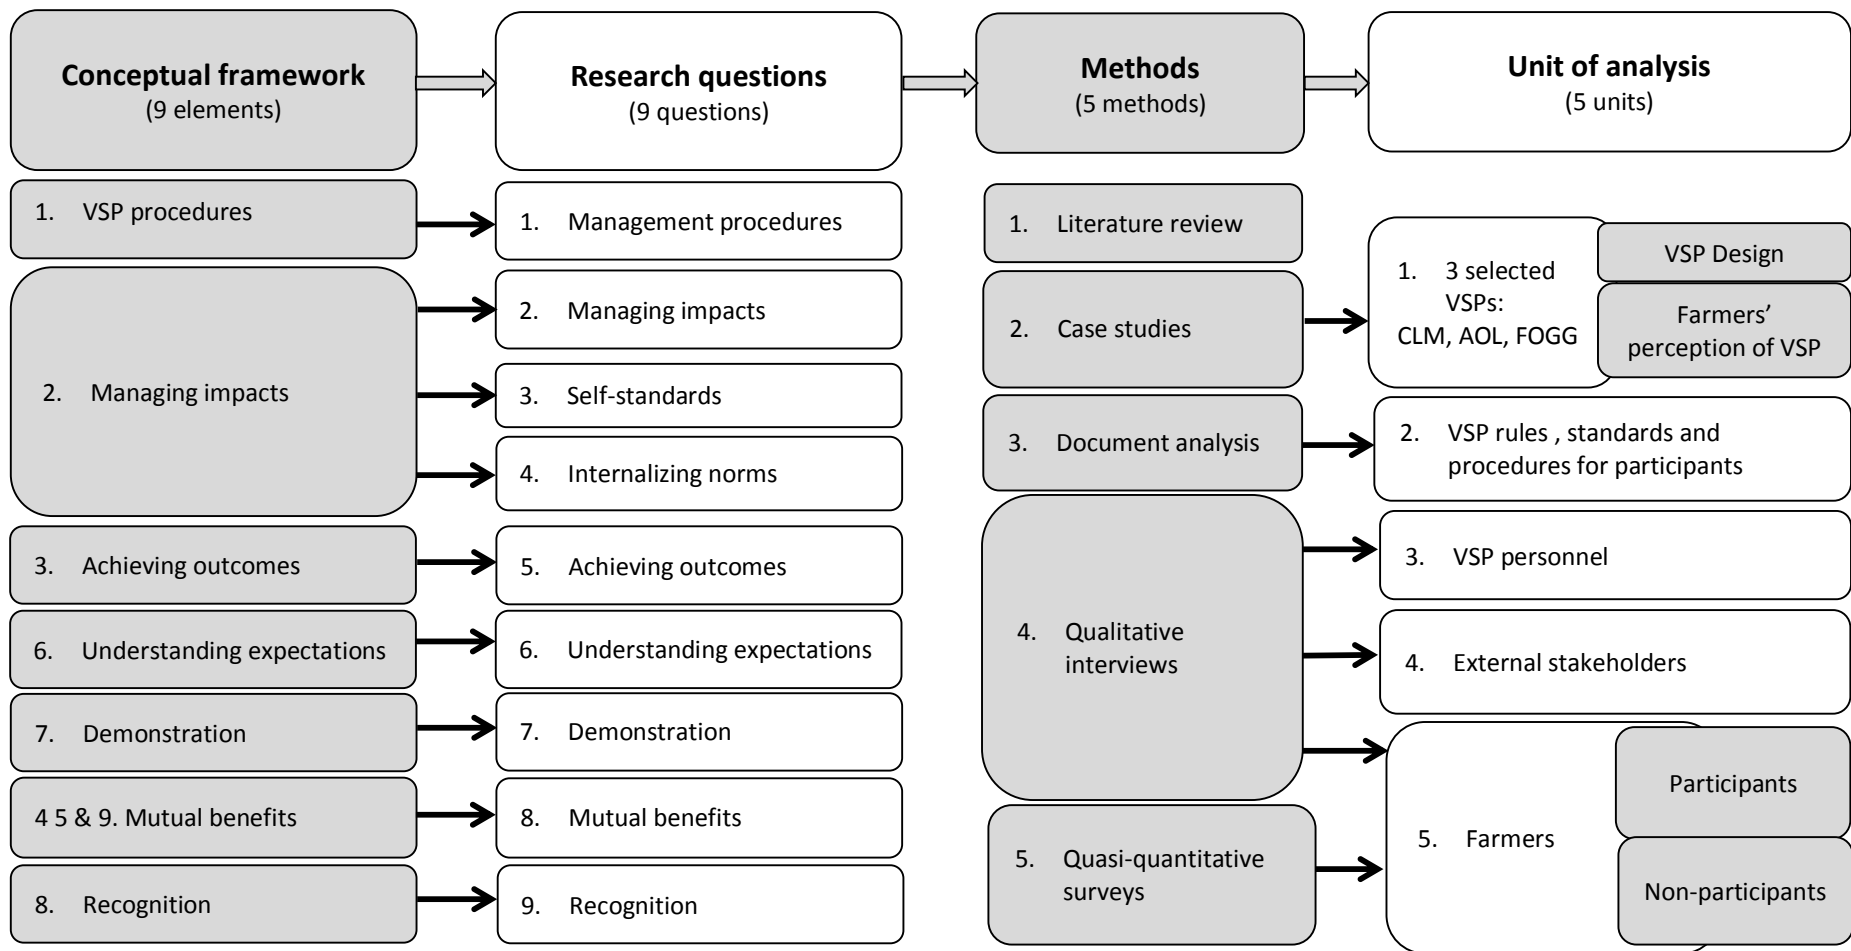 Conceptual framework
(9 elements)
Research questions
(9 questions)
Methods
(5 methods)
Unit of analysis
(5 units)
1. VSP procedures
2. Managing impacts
3. Achieving outcomes
6. Understanding expectations
7. Demonstration
4 5 & 9. Mutual benefits
8. Recognition
1. Management procedures
2. Managing impacts
3. Self-standards
4. Internalizing norms
5. Achieving outcomes
6. Understanding expectations
7. Demonstration
8. Mutual benefits
9. Recognition
1. Literature review
2. Case studies
3. Document analysis
4. Qualitative
interviews
5. Quasi-quantitative
surveys
1. 3 selected
VSPs:
CLM, AOL, FOGG
VSP Design
Farmers’
perception of VSP
2. VSP rules , standards and
procedures for participants
3. VSP personnel
4. External stakeholders
5. Farmers
Participants
Non-participants